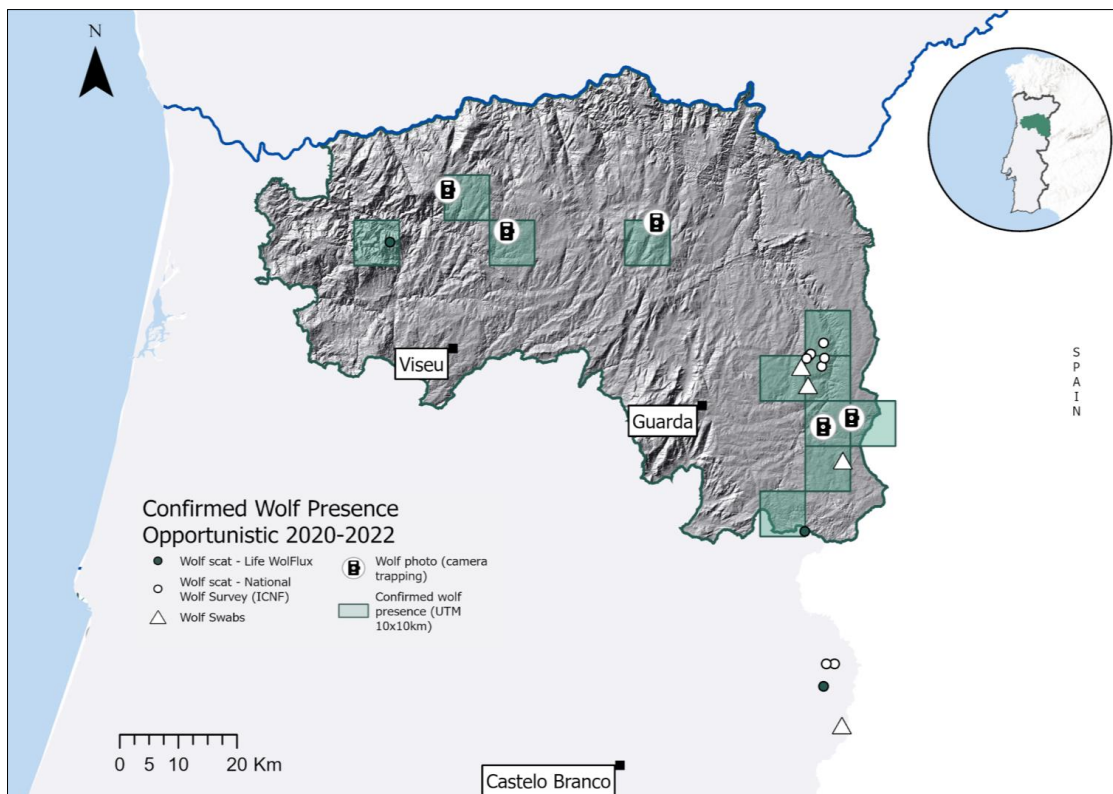 N
SPAIN
Viseu
Guarda
Confirmed Wolf Presence
Opportunistic 2020-2022
Wolf scat - Life WolFlux
Wolf scat - National
Wolf Survey (ICNF)
Wolf Swabs
Wolf photo (camera
trapping)
Confirmed wolf
presence (UTM
10x10km)
0 5 10 20 Km
Castelo Branco